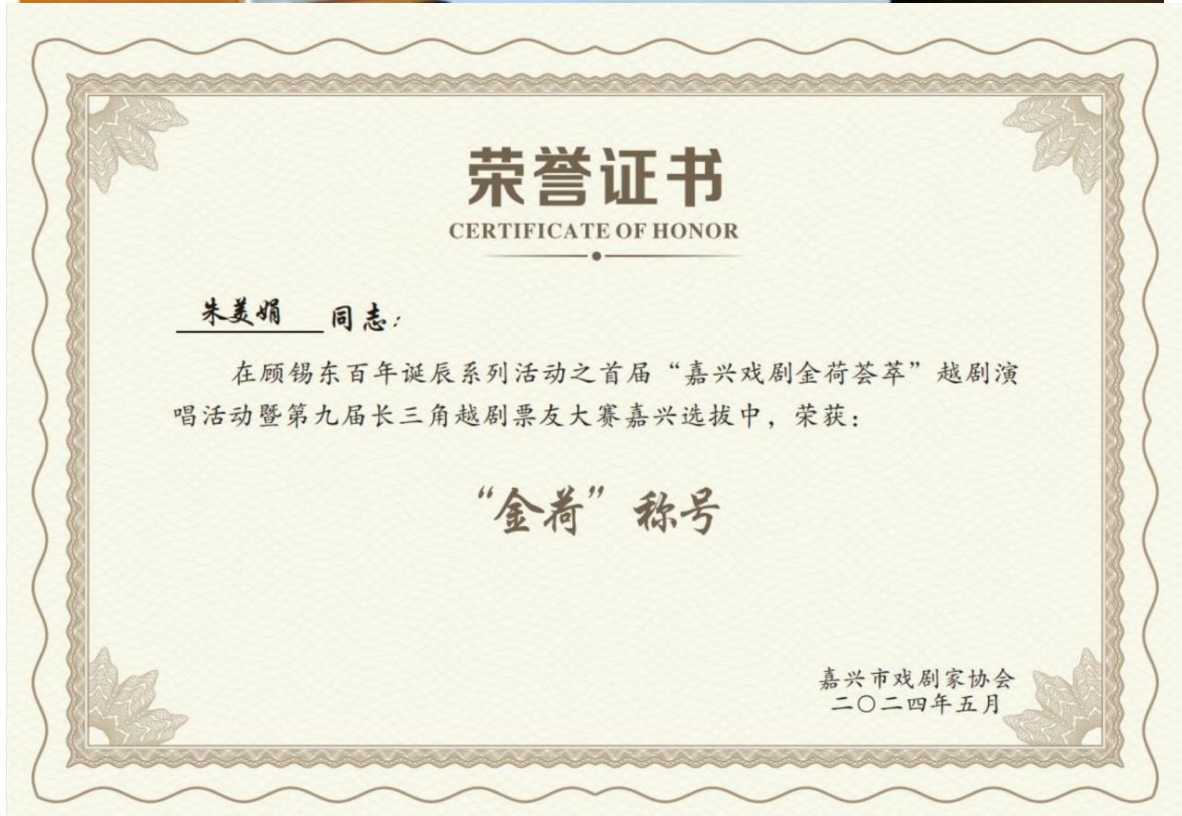 荣誉证书
CERTIFICATE OF HONOR
朱美娟 同志：
在顾锡东百年诞辰系列活动之首届“嘉兴戏剧金荷荟萃”越剧演
唱活动暨第九届长三角越剧票友大赛嘉兴选拔中，荣获：
“金荷”称号
嘉兴市戏剧家协会
二〇二四年五月